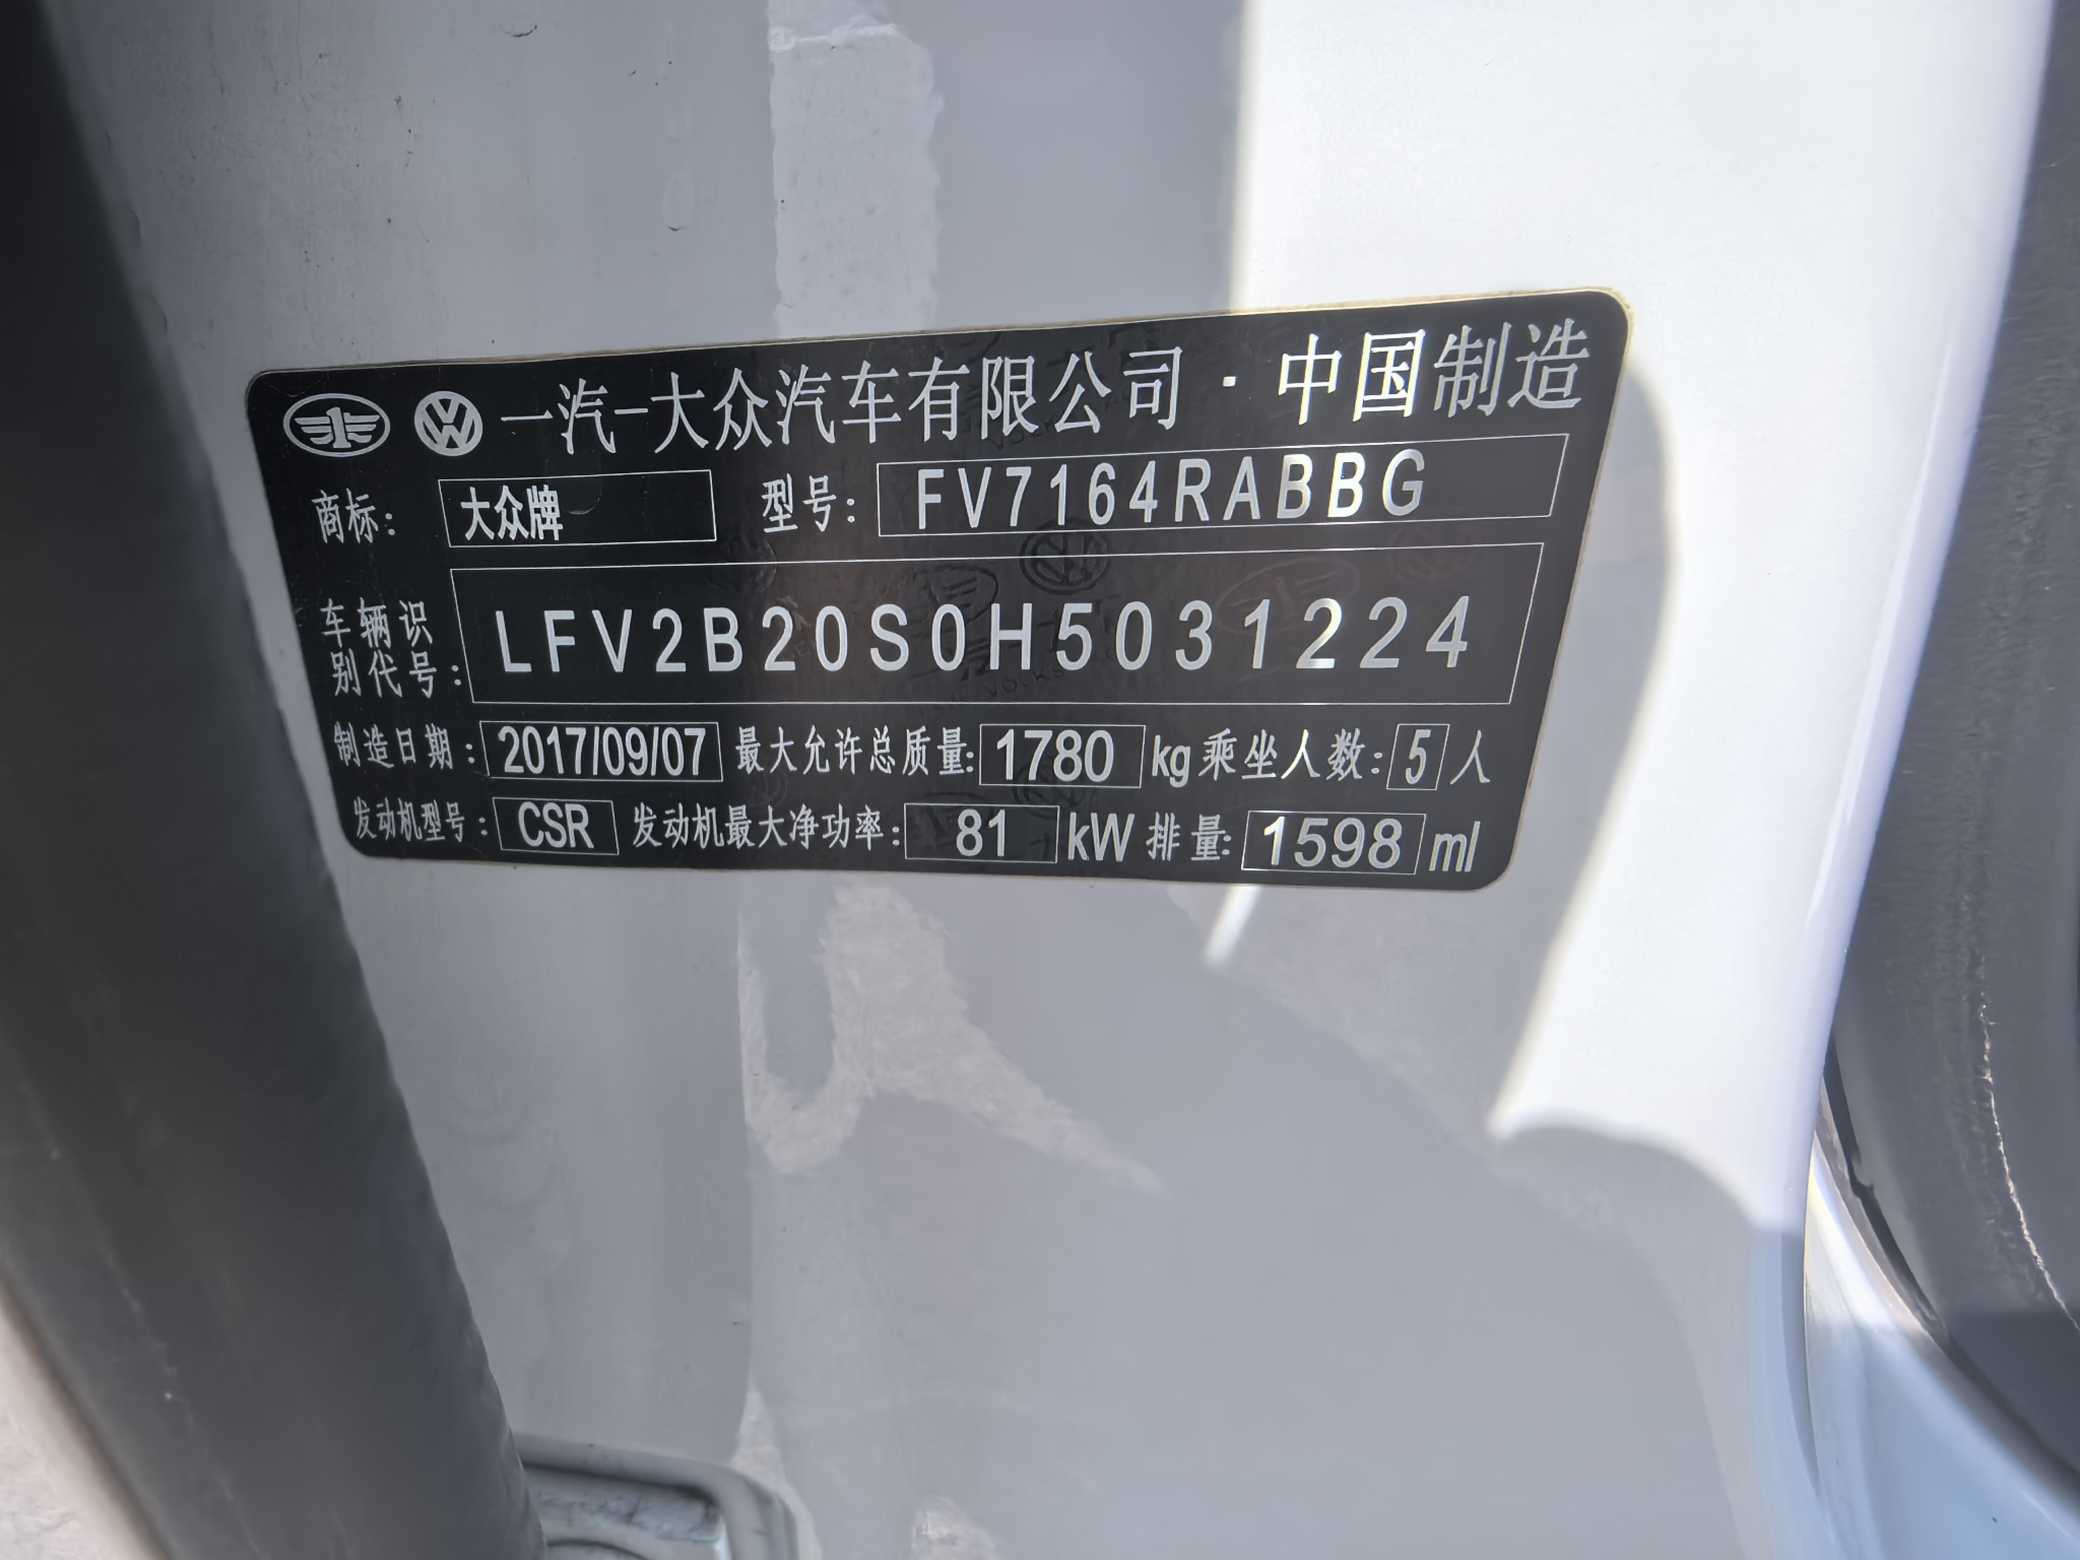 一汽-大众汽车有限公司·中国制造
商标: 大众牌 型号: FV7164RABBG
车辆识别代号: LFV2B20S0H5031224
制造日期: 2017/09/07 最大允许总质量: 1780 kg 乘坐人数: 5 人
发动机型号: CSR 发动机最大净功率: 81 kW 排量: 1598 ml